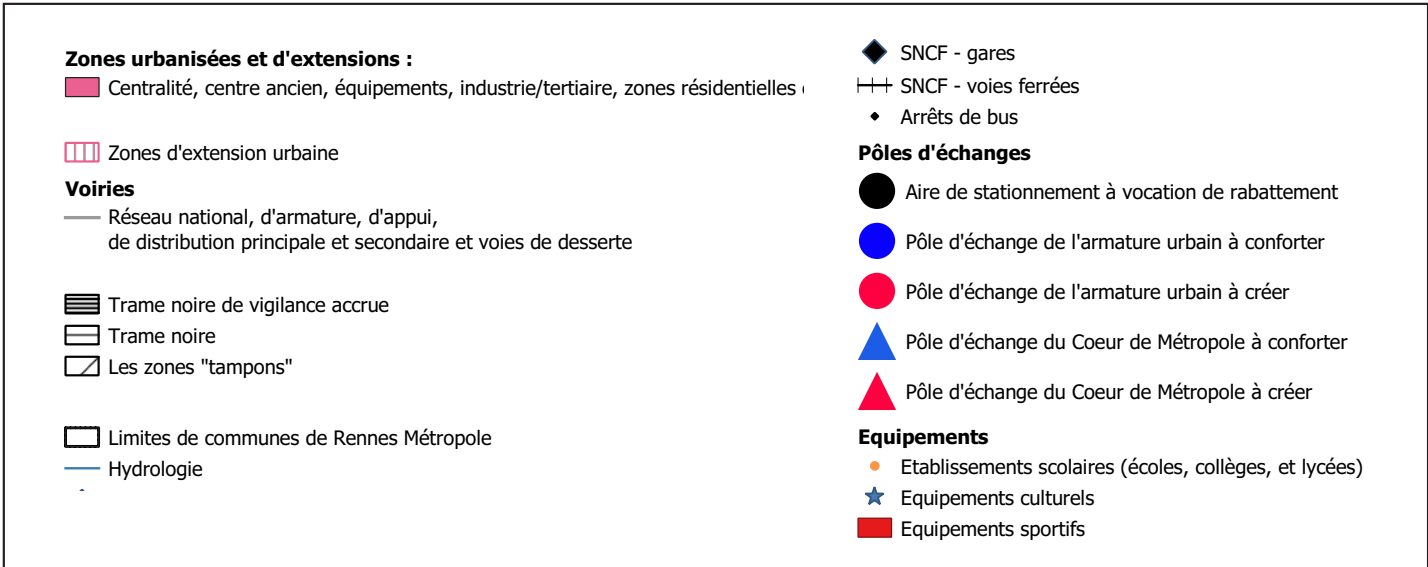 Zones urbanisées et d'extensions :
Centralité, centre ancien, équipements, industrie/tertiaire, zones résidentielles
Zones d'extension urbaine
Voiries
Réseau national, d'armature, d'appui,
de distribution principale et secondaire et voies de desserte
Trame noire de vigilance accrue
Trame noire
Les zones "tampons"
Limites de communes de Rennes Métropole
Hydrologie
SNCF - gares
SNCF - voies ferrées
Arrêts de bus
Pôles d'échanges
Aire de stationnement à vocation de rabattement
Pôle d'échange de l'armature urbain à conforter
Pôle d'échange de l'armature urbain à créer
Pôle d'échange du Coeur de Métropole à conforter
Pôle d'échange du Coeur de Métropole à créer
Equipements
Etablissements scolaires (écoles, collèges, et lycées)
Equipements culturels
Equipements sportifs